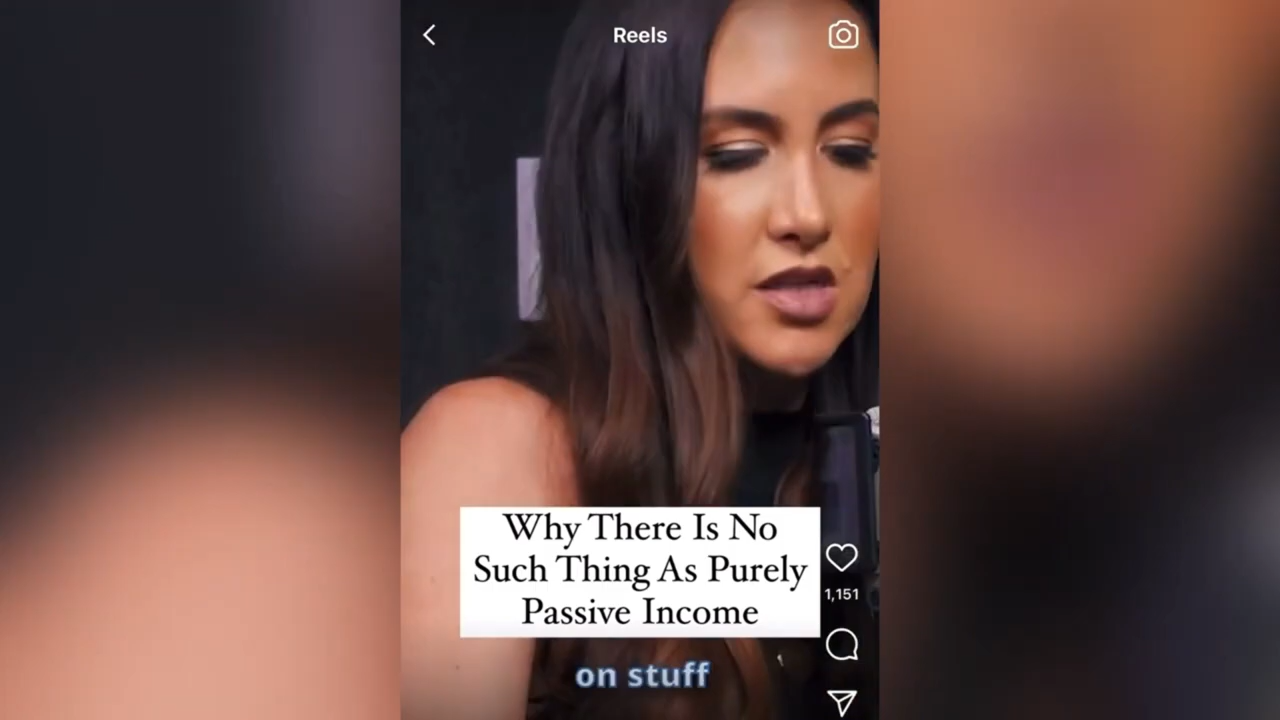 Reels
Why There Is No
Such Thing As Purely
Passive Income
1,151
on stuff